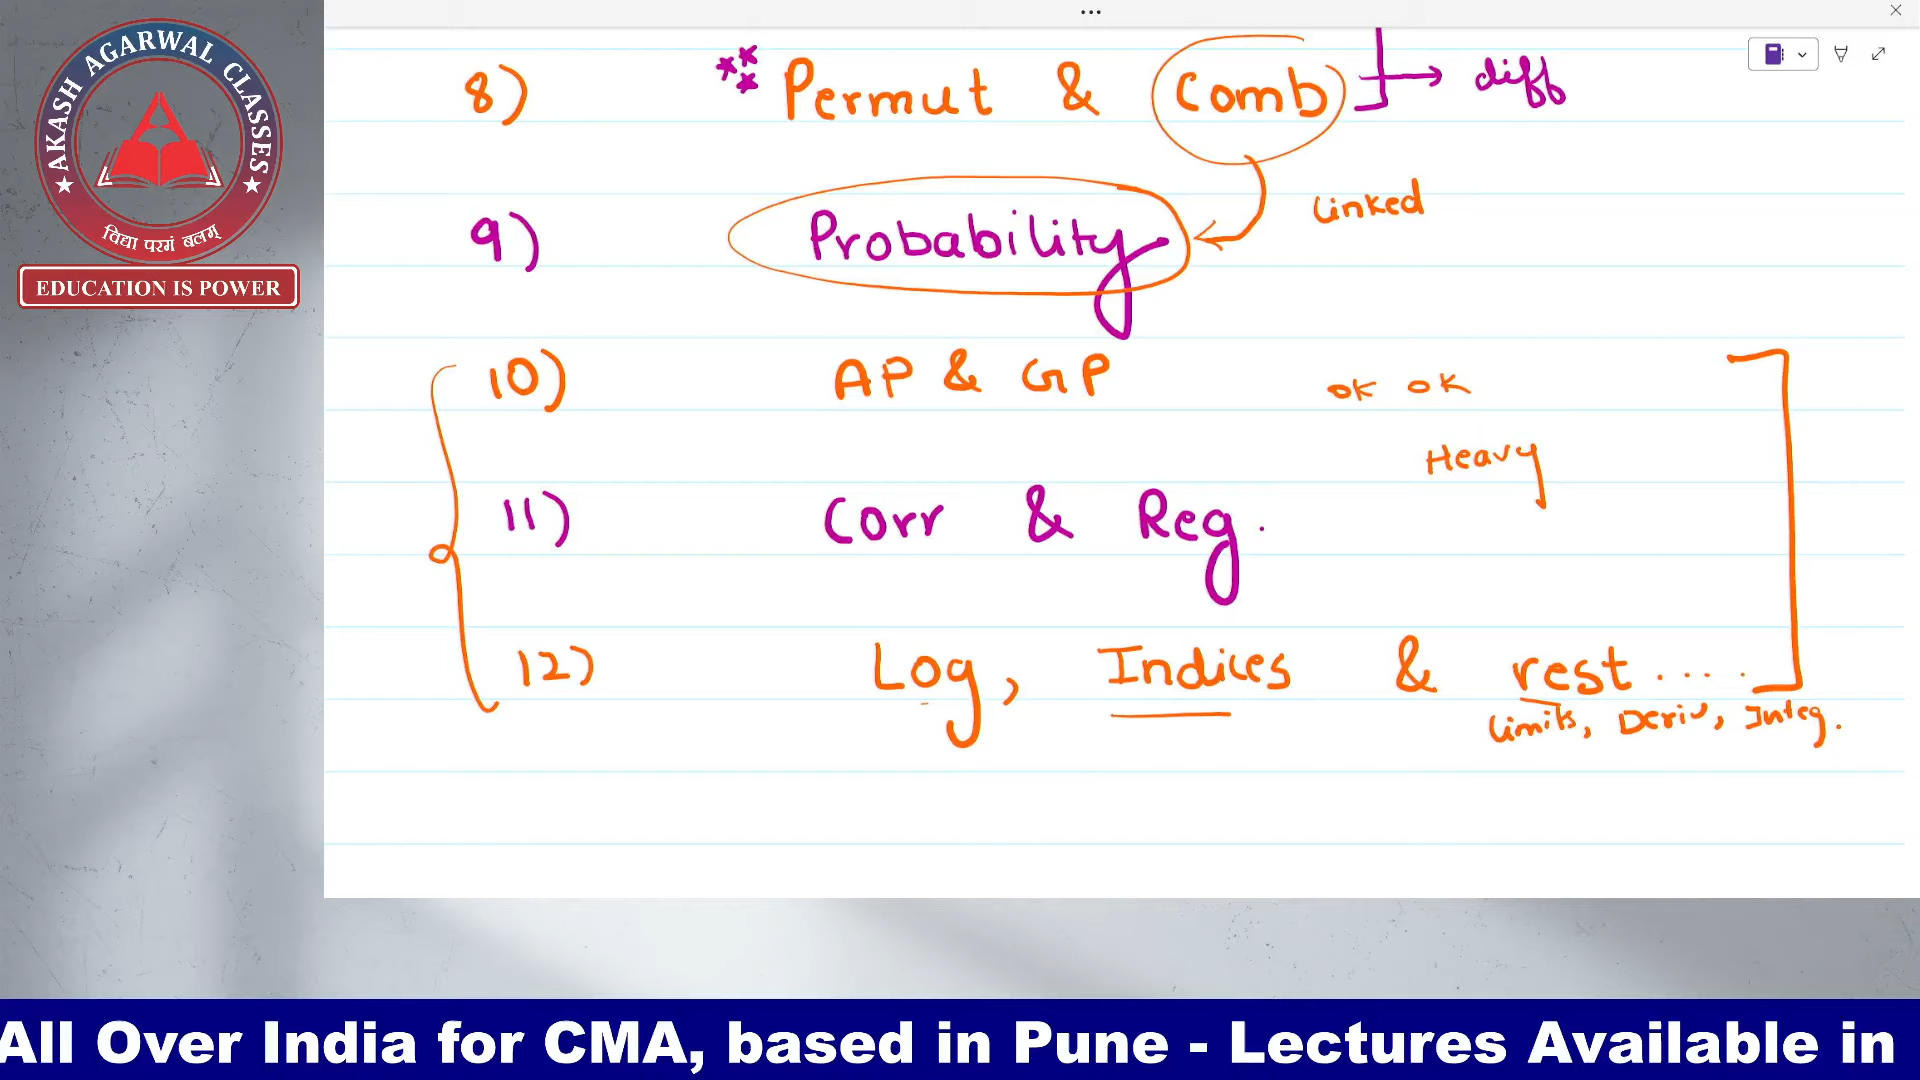 AKASH AGARWAL CLASSES
विद्या परमं बलम्
EDUCATION IS POWER
8) ** * Permut & Comb → diff
Linked
9) Probability
10) AP & GP ok ok
Heavy
11) Corr & Reg.
12) Log, Indices & rest .....
Limits, Deriv, Integ.
All Over India for CMA, based in Pune - Lectures Available in